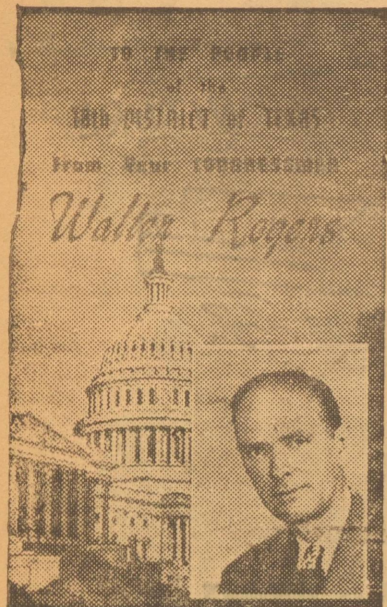 TO THE PEOPLE
of the
18th DISTRICT of TEXAS
From Your CONGRESSMAN
Walter Rogers